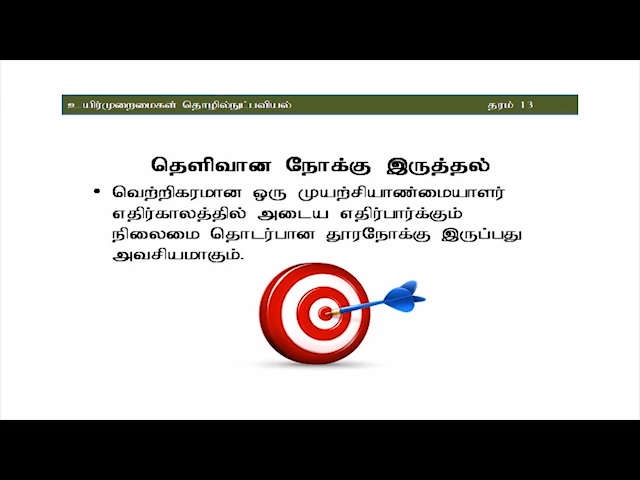 உயிர்முறைமைகள் தொழில்நுட்பவியல் தரம் 13
தெளிவான நோக்கு இருத்தல்
• வெற்றிகரமான ஒரு முயற்சியாண்மையாளர்
எதிர்காலத்தில் அடைய எதிர்பார்க்கும்
நிலைமை தொடர்பான தூரநோக்கு இருப்பது
அவசியமாகும்.